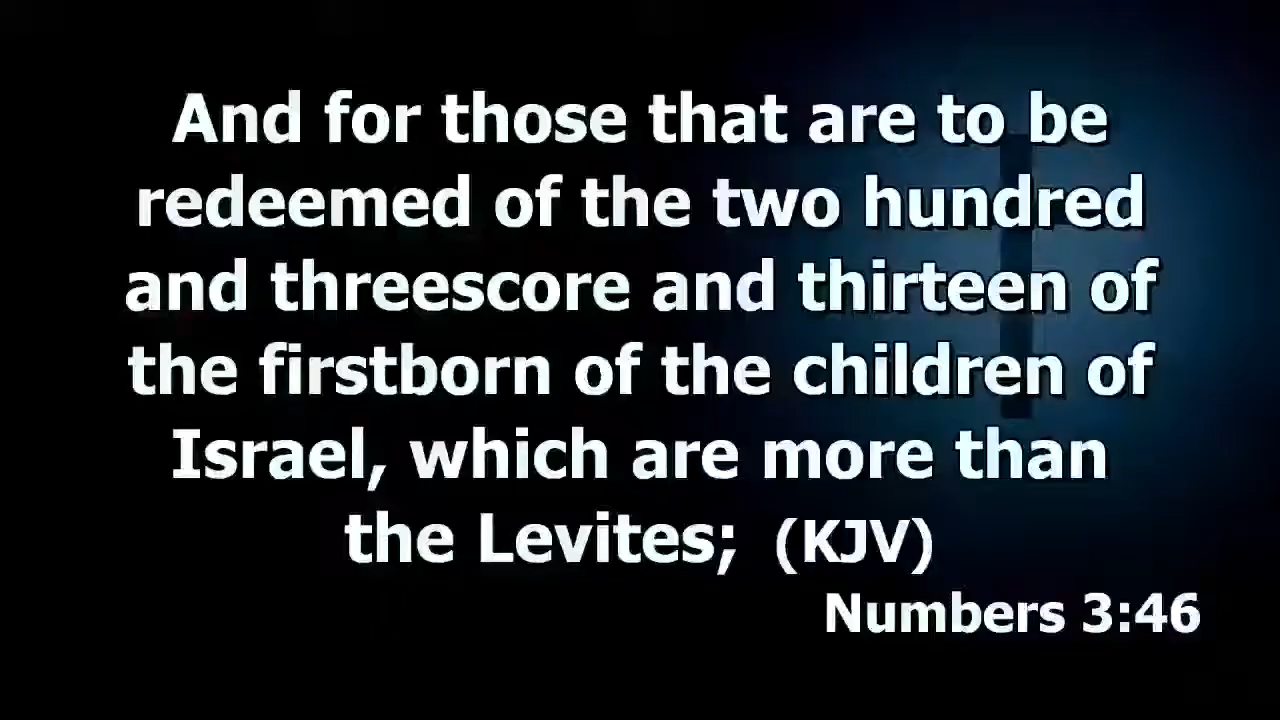 And for those that are to be
redeemed of the two hundred
and threescore and thirteen of
the firstborn of the children of
Israel, which are more than
the Levites; (KJV)
Numbers 3:46